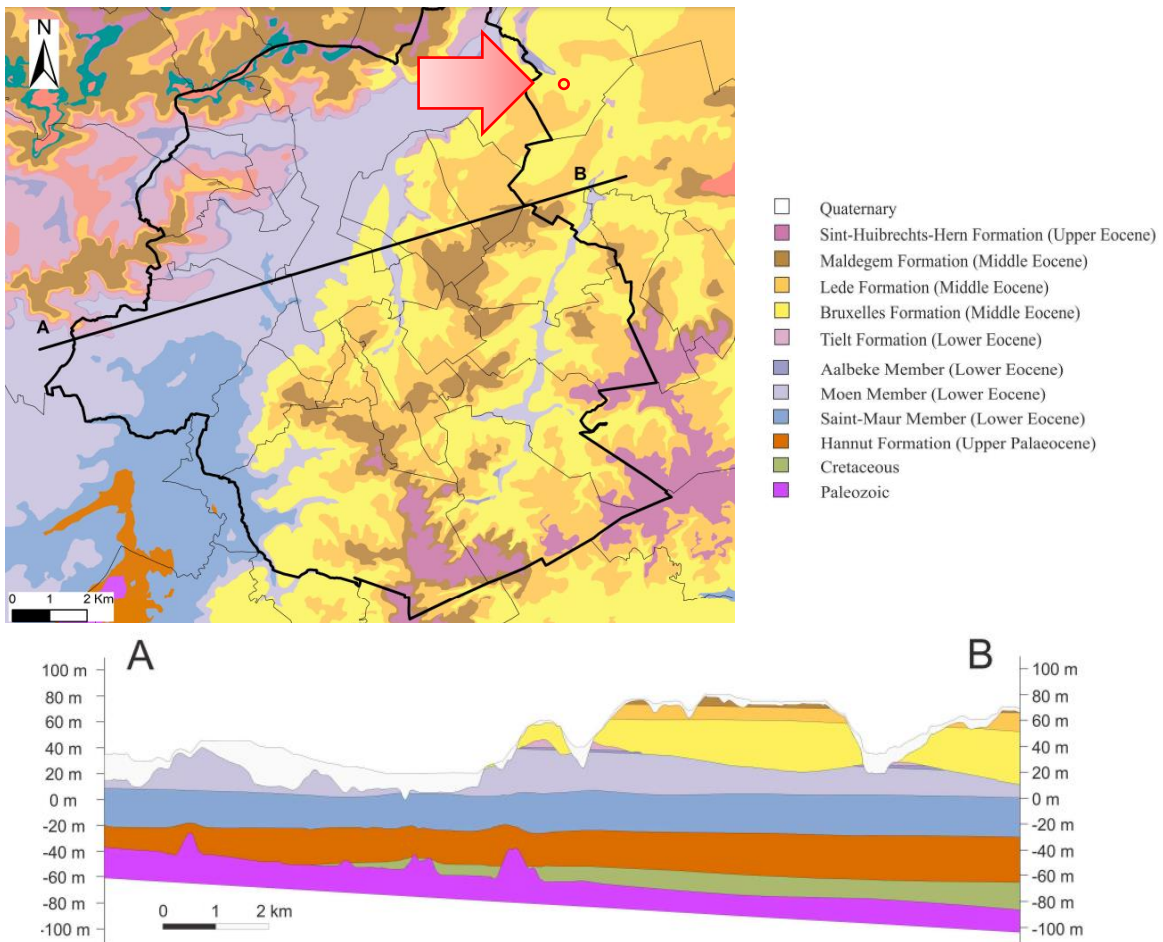 N
B
A
0 1 2 Km
Quaternary
Sint-Huibrechts-Hern Formation (Upper Eocene)
Maldegem Formation (Middle Eocene)
Lede Formation (Middle Eocene)
Bruxelles Formation (Middle Eocene)
Tielt Formation (Lower Eocene)
Aalbeke Member (Lower Eocene)
Moen Member (Lower Eocene)
Saint-Maur Member (Lower Eocene)
Hannut Formation (Upper Palaeocene)
Cretaceous
Paleozoic
A B
100 m 100 m
80 m 80 m
60 m 60 m
40 m 40 m
20 m 20 m
0 m 0 m
-20 m -20 m
-40 m -40 m
-60 m -60 m
-80 m -80 m
-100 m -100 m
0 1 2 km